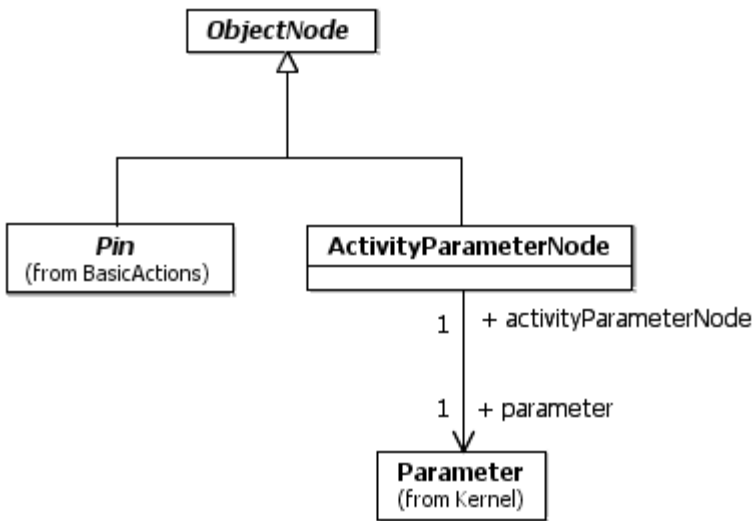 ObjectNode
Pin
(from BasicActions)
ActivityParameterNode
1 + activityParameterNode
1 + parameter
Parameter
(from Kernel)